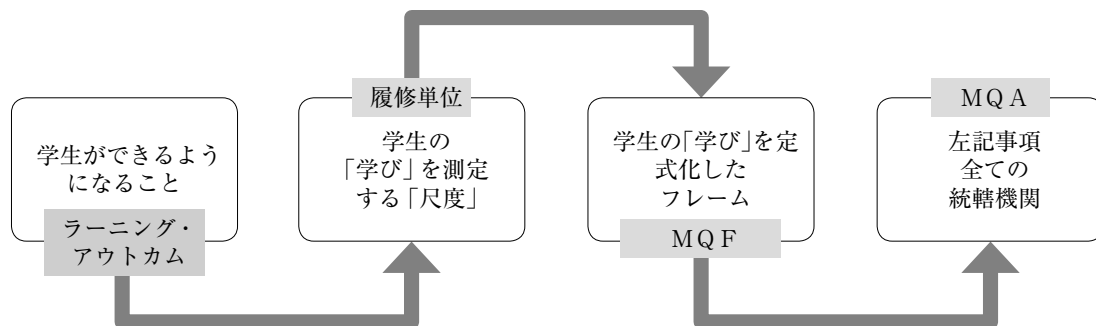 学生ができるよう
になること
ラーニング・
アウトカム
履修単位
学生の
「学び」を測定
する「尺度」
学生の「学び」を定
式化した
フレーム
MQF
MQA
左記事項
全ての
統轄機関